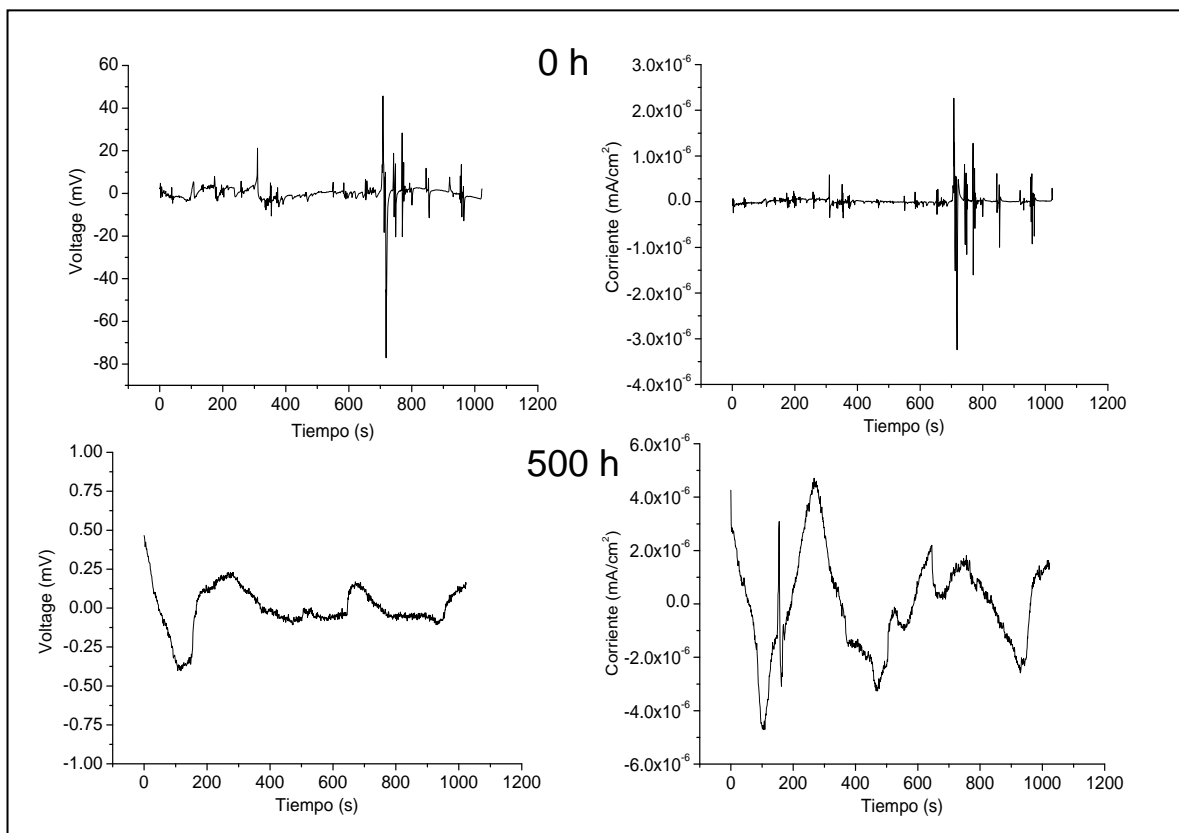 0 h
60
40
20
0
-20
-40
-60
-80
Voltage (mV)
0 200 400 600 800 1000 1200
Tiempo (s)
3.0x10⁻⁶
2.0x10⁻⁶
1.0x10⁻⁶
0.0
-1.0x10⁻⁶
-2.0x10⁻⁶
-3.0x10⁻⁶
-4.0x10⁻⁶
Corriente (mA/cm²)
0 200 400 600 800 1000 1200
Tiempo (s)
500 h
1.00
0.75
0.50
0.25
0.00
-0.25
-0.50
-0.75
-1.00
Voltage (mV)
0 200 400 600 800 1000 1200
Tiempo (s)
6.0x10⁻⁶
4.0x10⁻⁶
2.0x10⁻⁶
0.0
-2.0x10⁻⁶
-4.0x10⁻⁶
-6.0x10⁻⁶
Corriente (mA/cm²)
0 200 400 600 800 1000 1200
Tiempo (s)